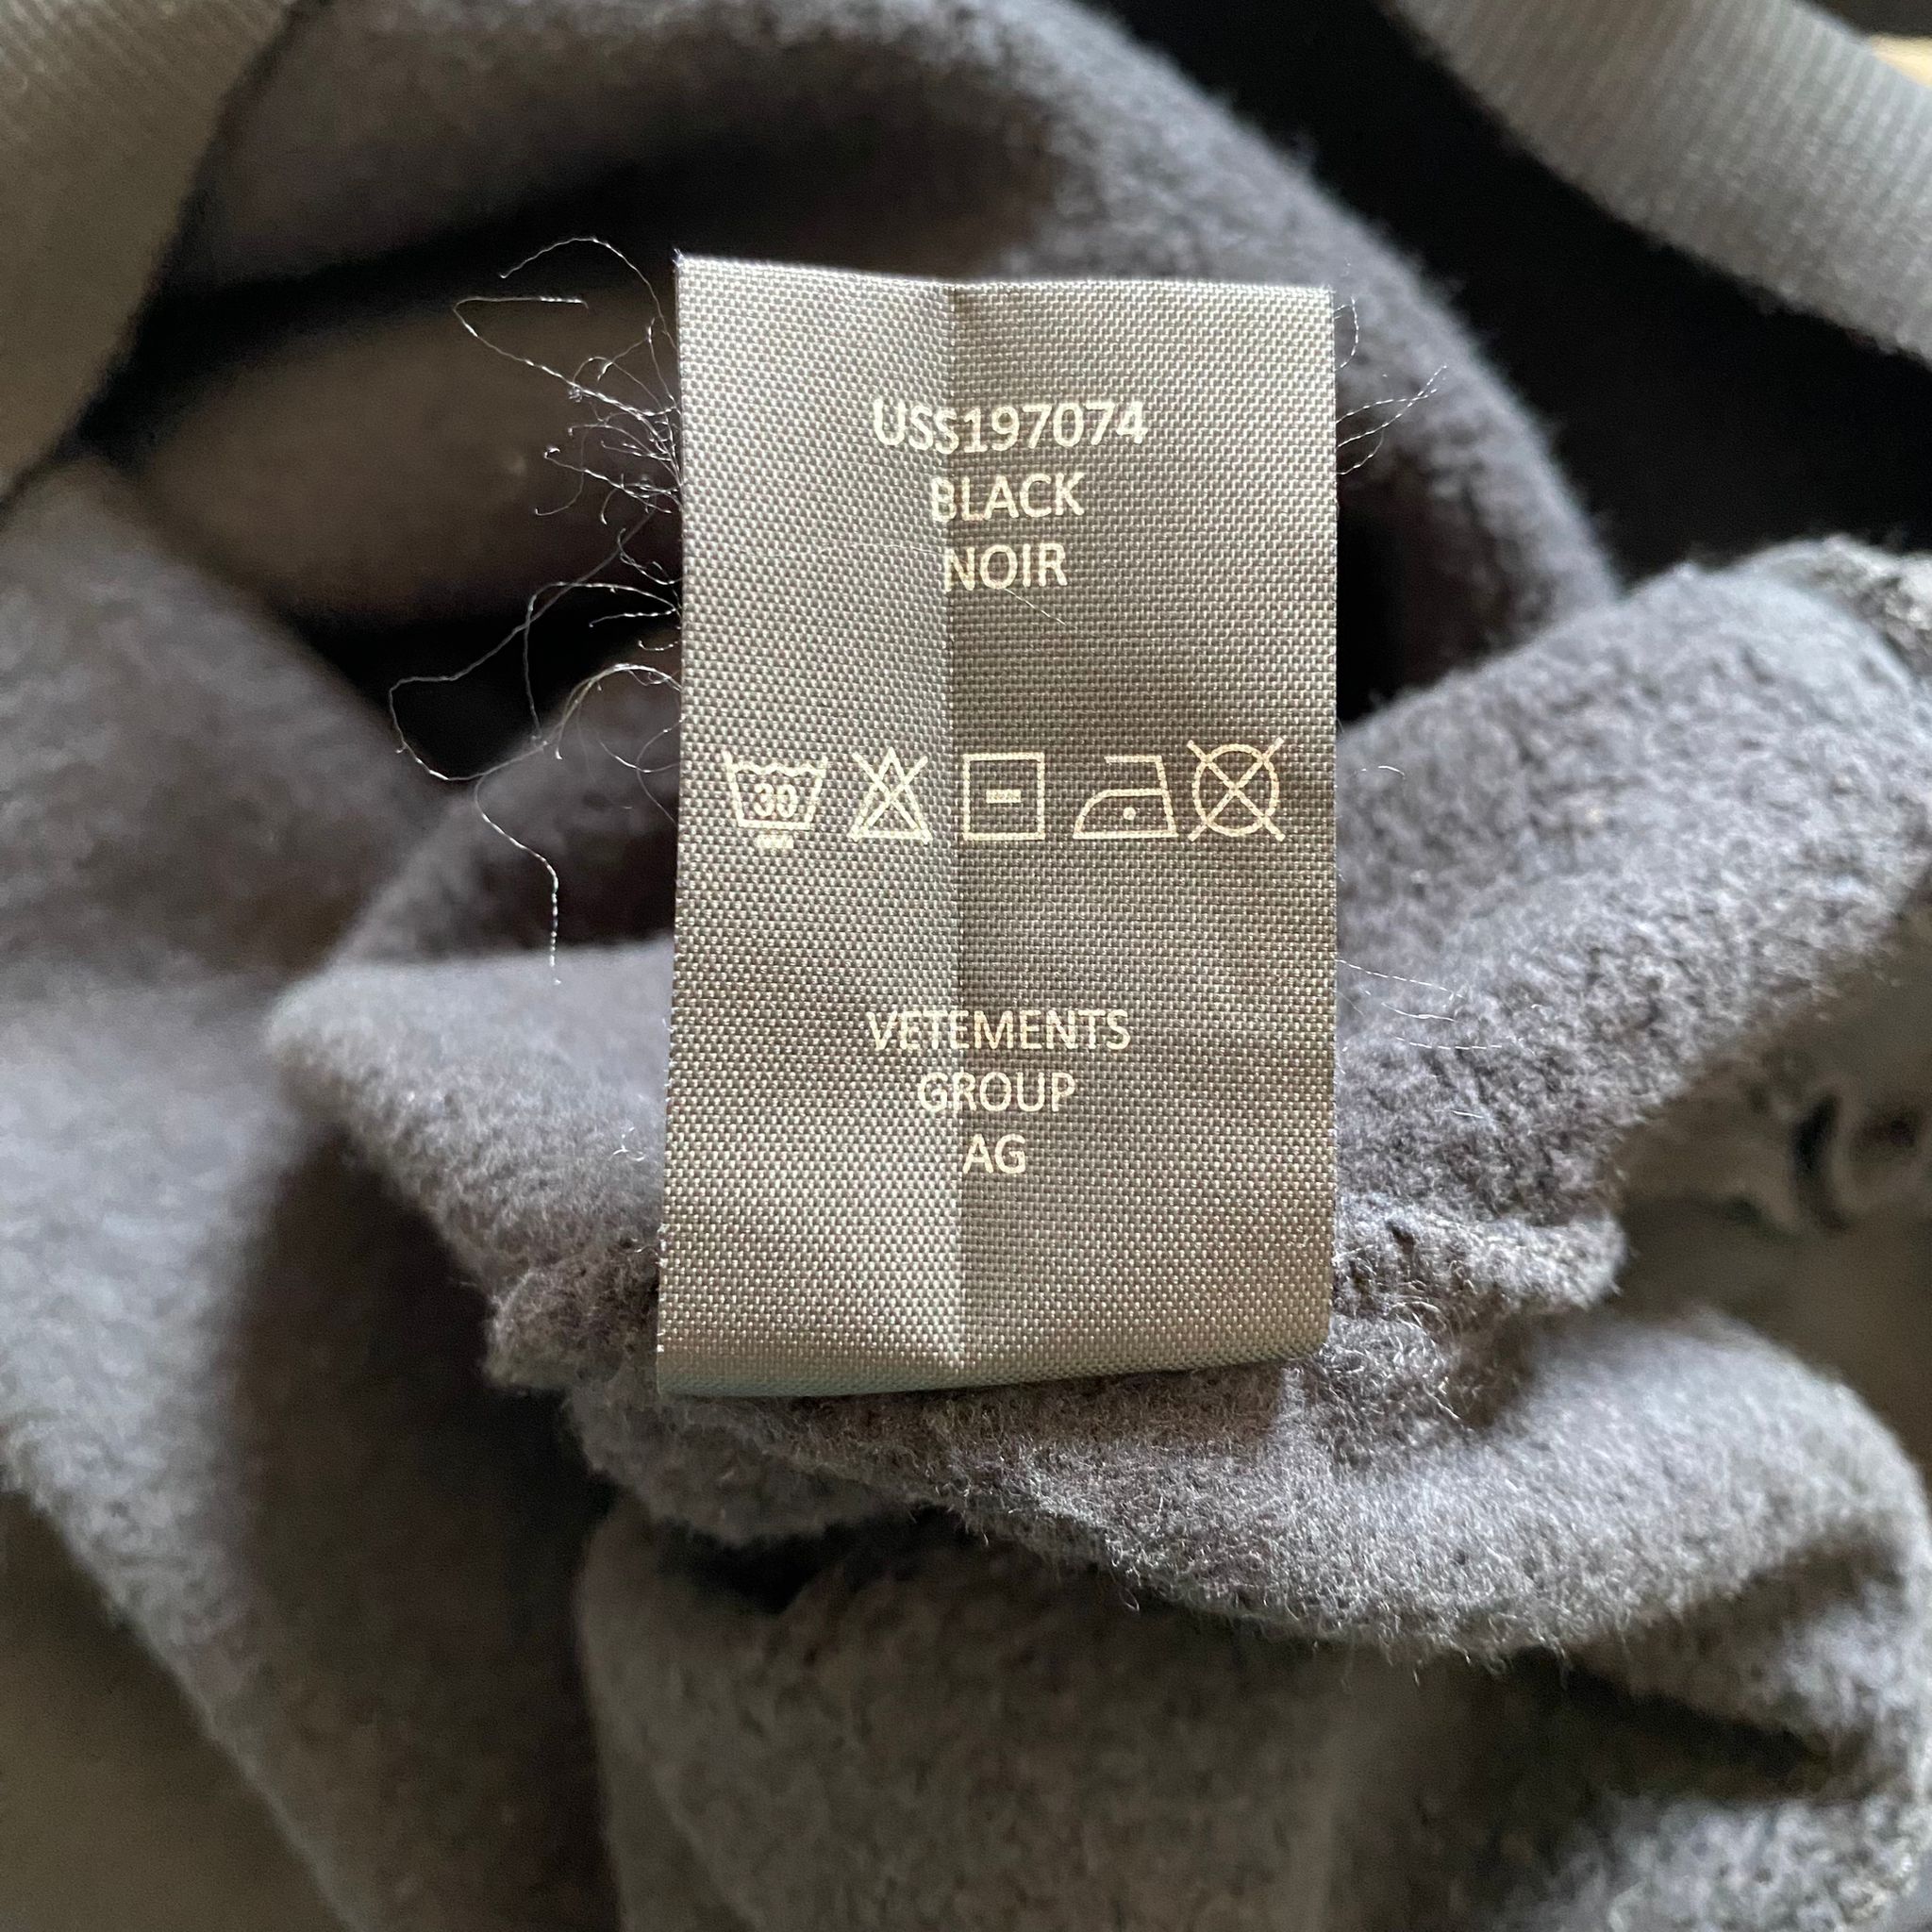 USS197074
BLACK
NOIR
30
VETEMENTS
GROUP
AG